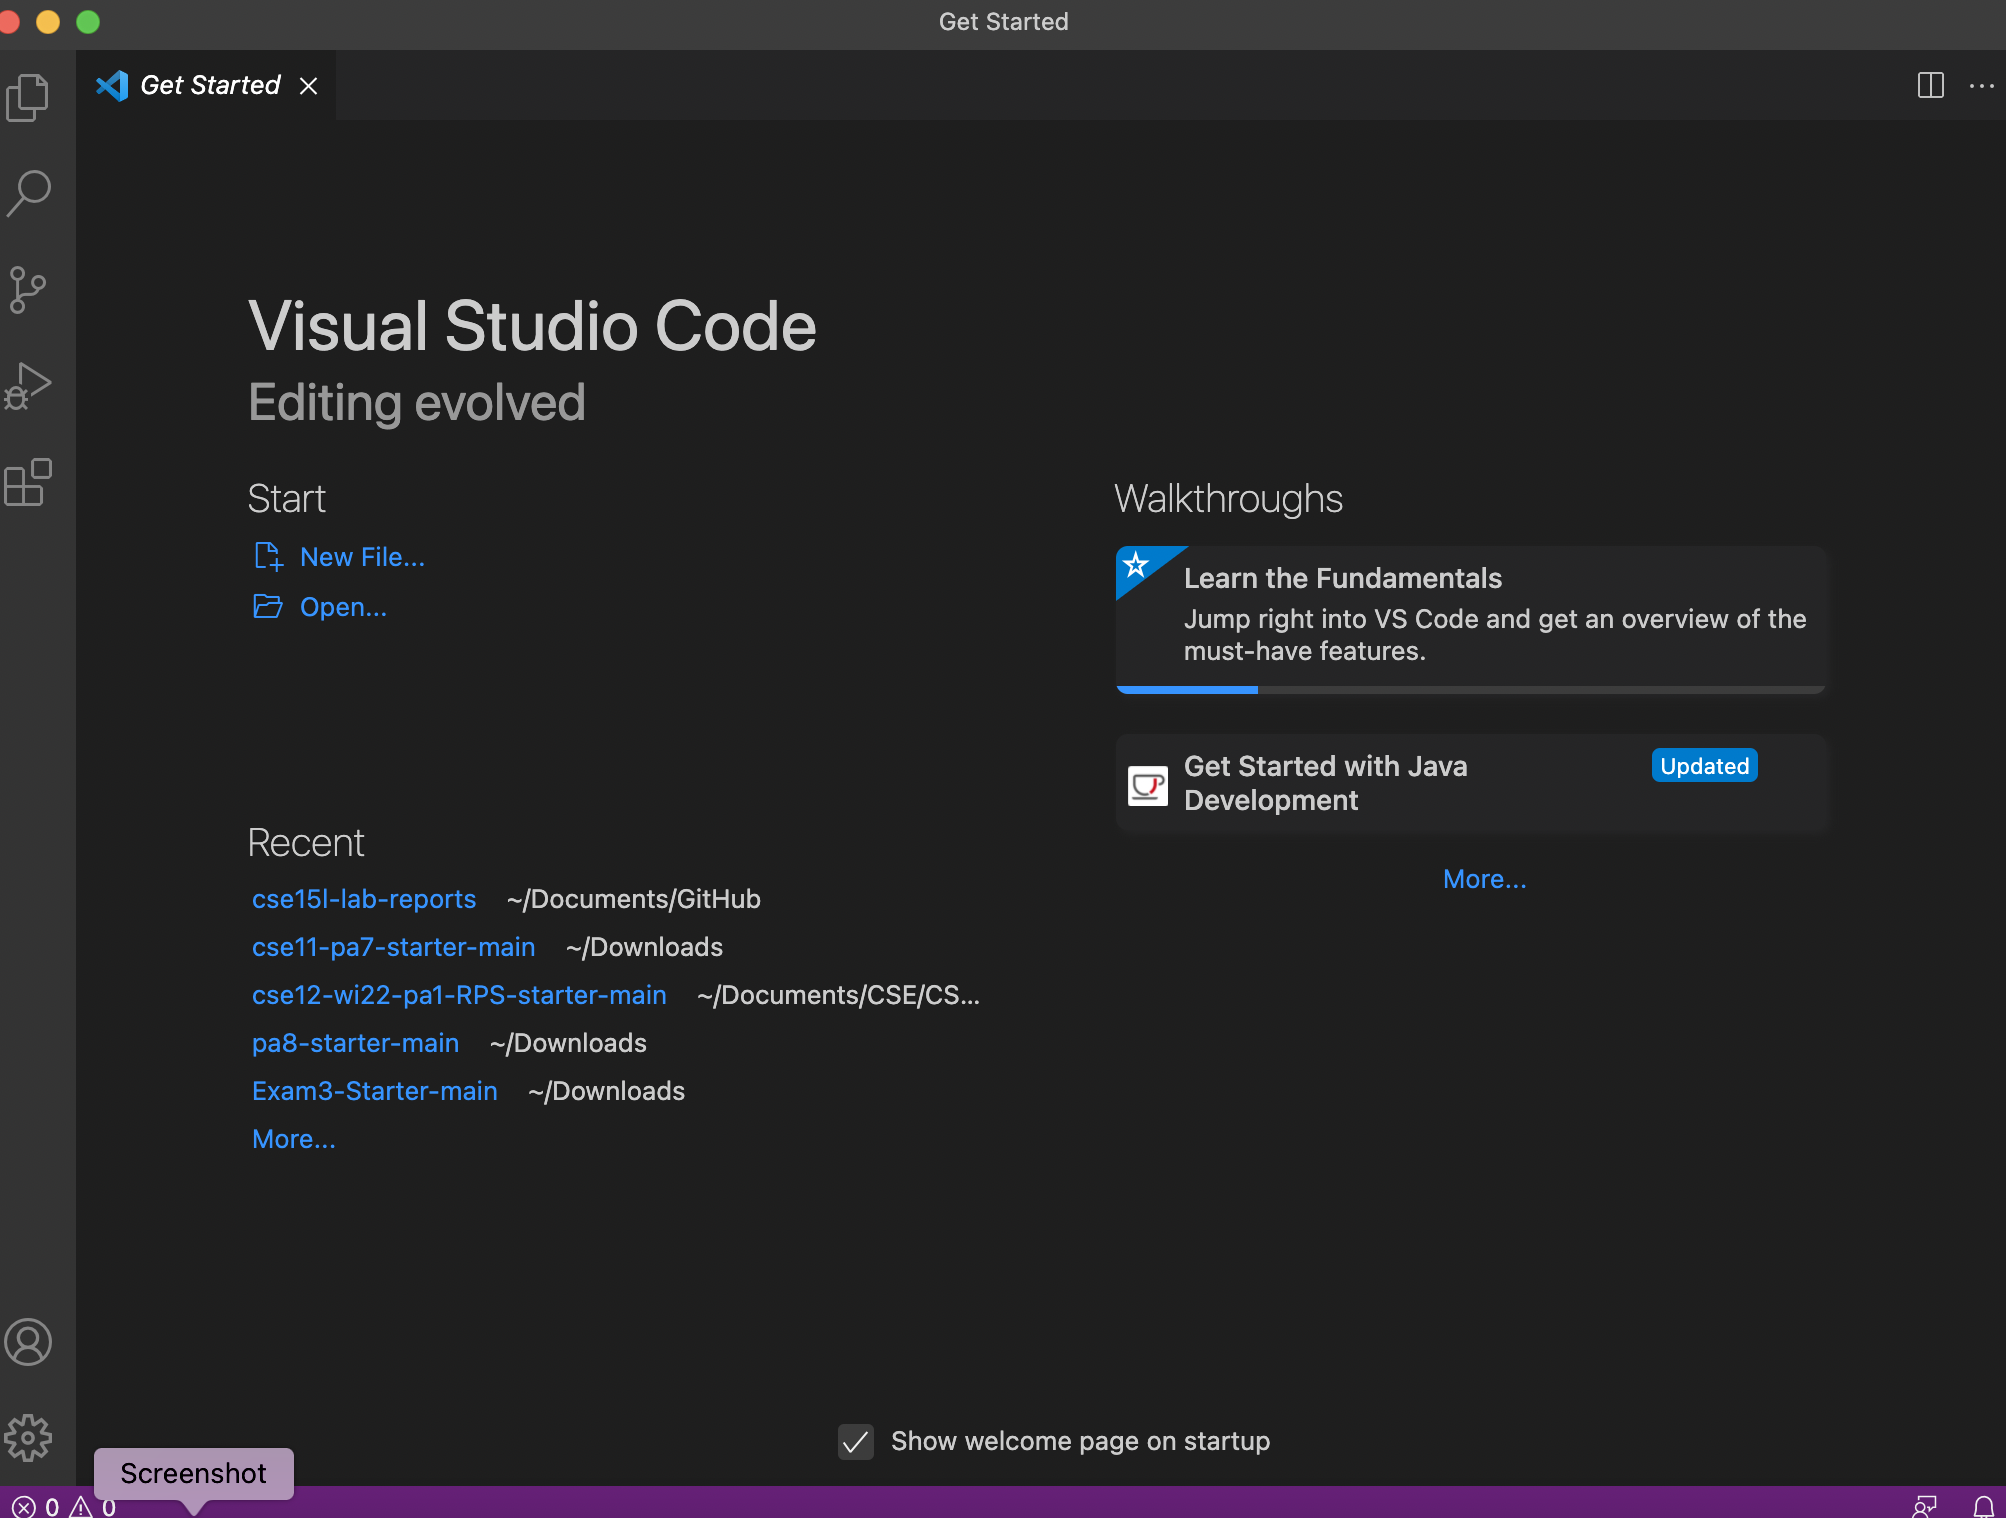 Get Started
Get Started
Visual Studio Code
Editing evolved
Start
New File...
Open...
Recent
cse15l-lab-reports ~/Documents/GitHub
cse11-pa7-starter-main ~/Downloads
cse12-wi22-pa1-RPS-starter-main ~/Documents/CSE/CS...
pa8-starter-main ~/Downloads
Exam3-Starter-main ~/Downloads
More...
Walkthroughs
Learn the Fundamentals
Jump right into VS Code and get an overview of the
must-have features.
Get Started with Java
Development
Updated
More...
Show welcome page on startup
Screenshot
0 0